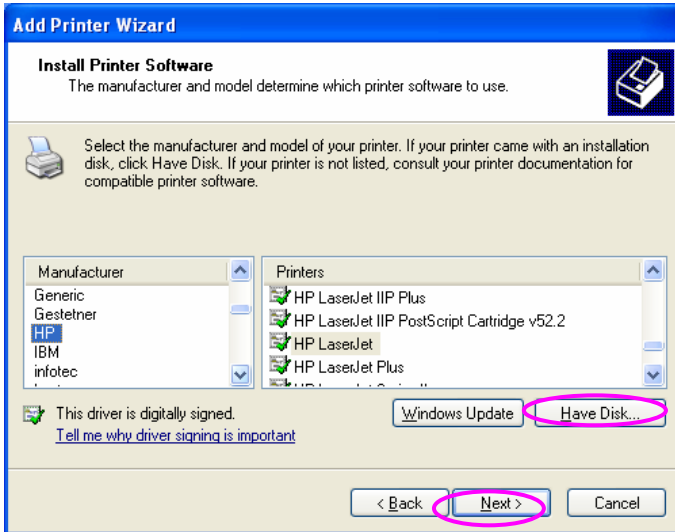 Add Printer Wizard
Install Printer Software
The manufacturer and model determine which printer software to use.
Select the manufacturer and model of your printer. If your printer came with an installation
disk, click Have Disk. If your printer is not listed, consult your printer documentation for
compatible printer software.
Manufacturer
Generic
Gestetner
HP
IBM
infotec
Printers
HP LaserJet IIP Plus
HP LaserJet IIP PostScript Cartridge v52.2
HP LaserJet
HP LaserJet Plus
This driver is digitally signed.
Tell me why driver signing is important
Windows Update
Have Disk...
< Back
Next >
Cancel